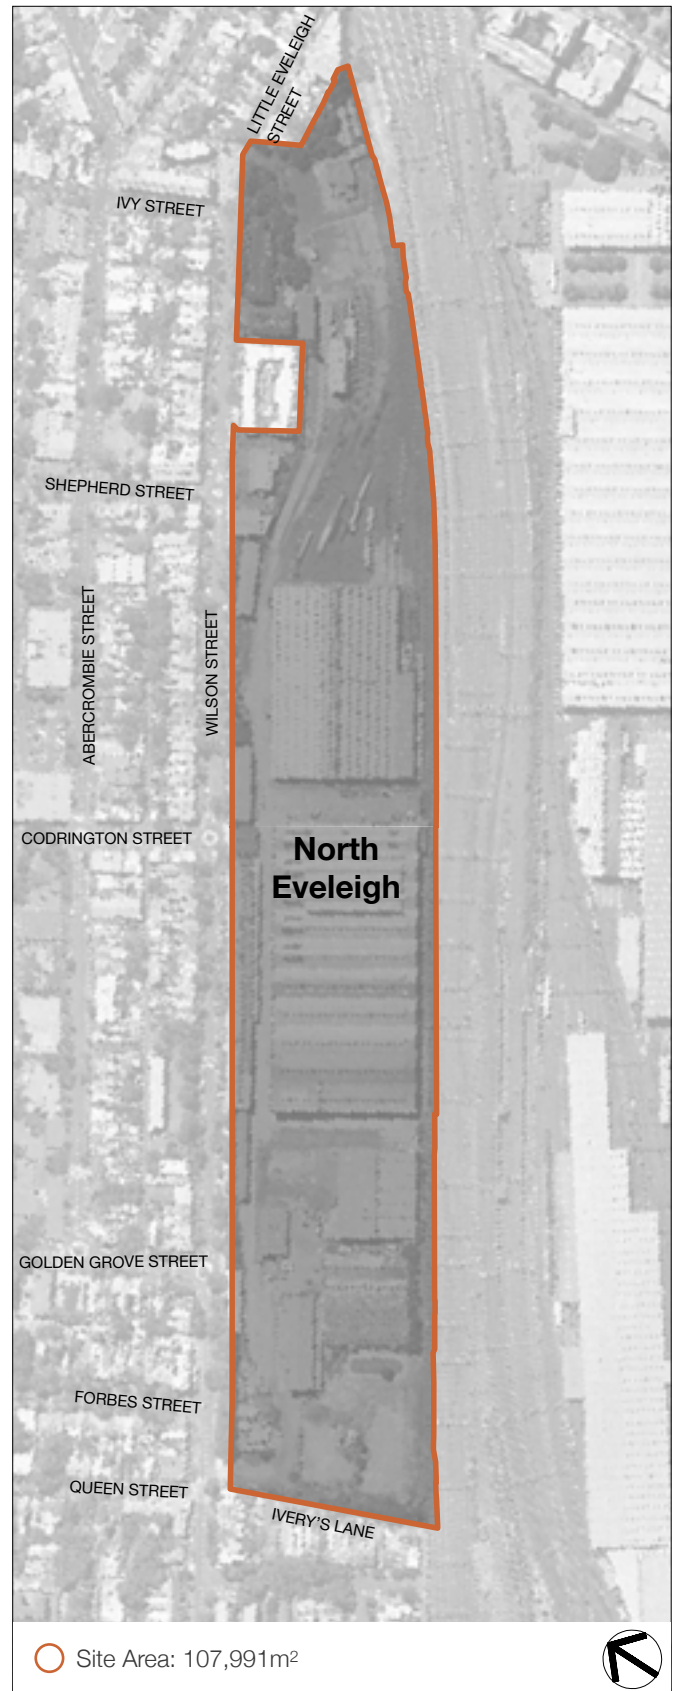 LITTLE EVELEIGH
STREET
IVY STREET
SHEPHERD STREET
ABERCROMBIE STREET
WILSON STREET
CODRINGTON STREET
North
Eveleigh
GOLDEN GROVE STREET
FORBES STREET
QUEEN STREET
IVERY'S LANE
Site Area: 107,991m²